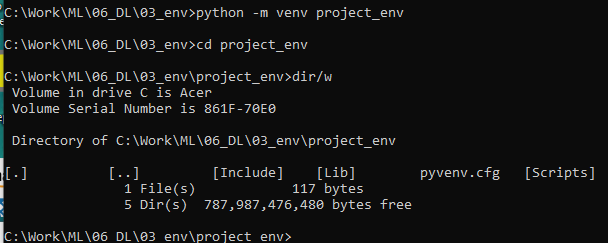 C:\Work\ML\06_DL\03_env>python -m venv project_env
C:\Work\ML\06_DL\03_env>cd project_env
C:\Work\ML\06_DL\03_env\project_env>dir/w
Volume in drive C is Acer
Volume Serial Number is 861F-70E0
Directory of C:\Work\ML\06_DL\03_env\project_env
[.] [..] [Include] [Lib] pyvenv.cfg [Scripts]
1 File(s) 117 bytes
5 Dir(s) 787,987,476,480 bytes free
C:\Work\ML\06_DL\03_env\project_env>